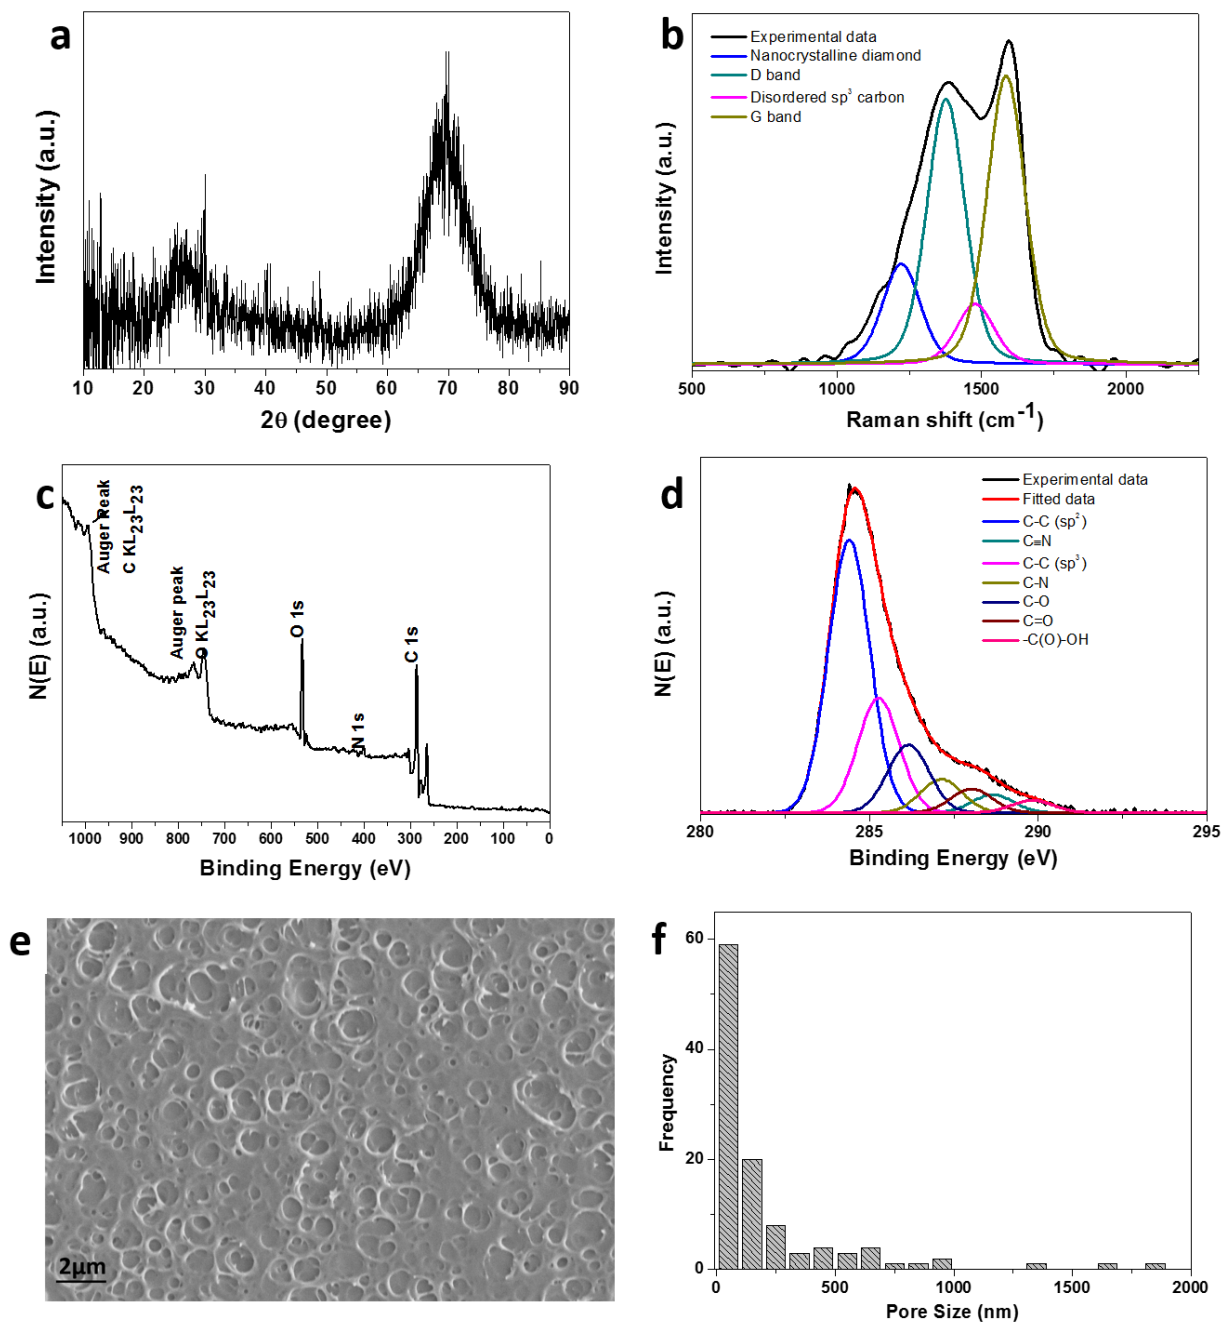 a
Intensity (a.u.)
10 20 30 40 50 60 70 80 90
2θ (degree)
b
Experimental data
Nanocrystalline diamond
D band
Disordered sp³ carbon
G band
Intensity (a.u.)
500 1000 1500 2000
Raman shift (cm⁻¹)
c
Auger Peak
C KL₂₃L₂₃
Auger peak
O KL₂₃L₂₃
O 1s
N 1s
C 1s
N(E) (a.u.)
1000 900 800 700 600 500 400 300 200 100 0
Binding Energy (eV)
d
Experimental data
Fitted data
C-C (sp²)
C≡N
C-C (sp³)
C-N
C-O
C=O
-C(O)-OH
N(E) (a.u.)
280 285 290 295
Binding Energy (eV)
e
2μm
f
60
40
20
0
Frequency
0 500 1000 1500 2000
Pore Size (nm)